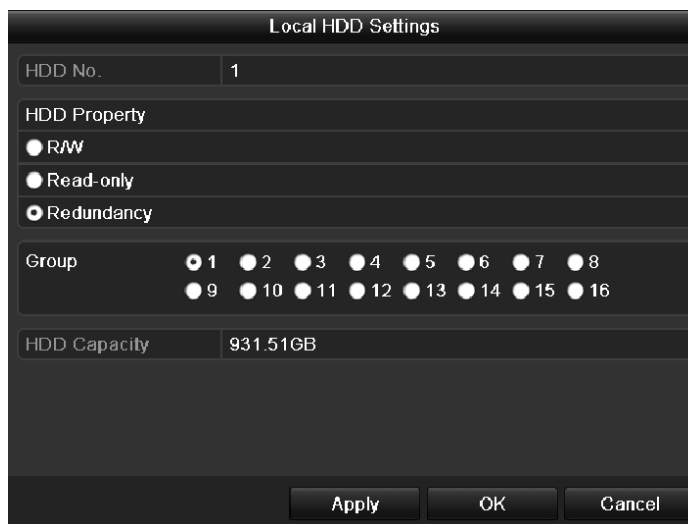 Local HDD Settings
HDD No. 1
HDD Property
R/W
Read-only
Redundancy
Group 1 2 3 4 5 6 7 8
9 10 11 12 13 14 15 16
HDD Capacity 931.51GB
Apply OK Cancel